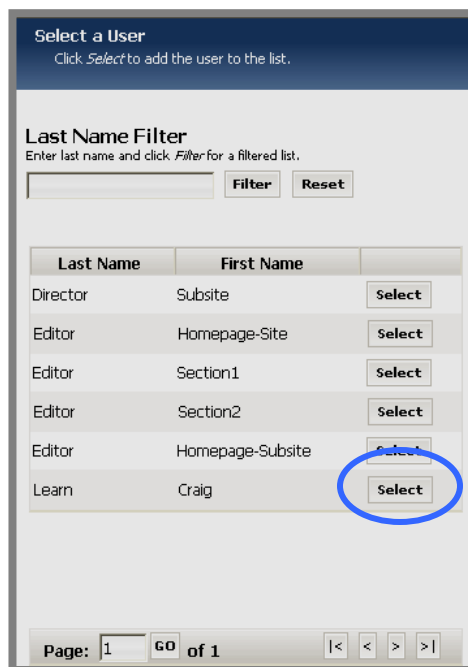 Select a User
Click Select to add the user to the list.
Last Name Filter
Enter last name and click Filter for a filtered list.
Filter Reset
Last Name First Name
Director Subsite Select
Editor Homepage-Site Select
Editor Section1 Select
Editor Section2 Select
Editor Homepage-Subsite Select
Learn Craig Select
Page: 1 GO of 1 |< < > >|